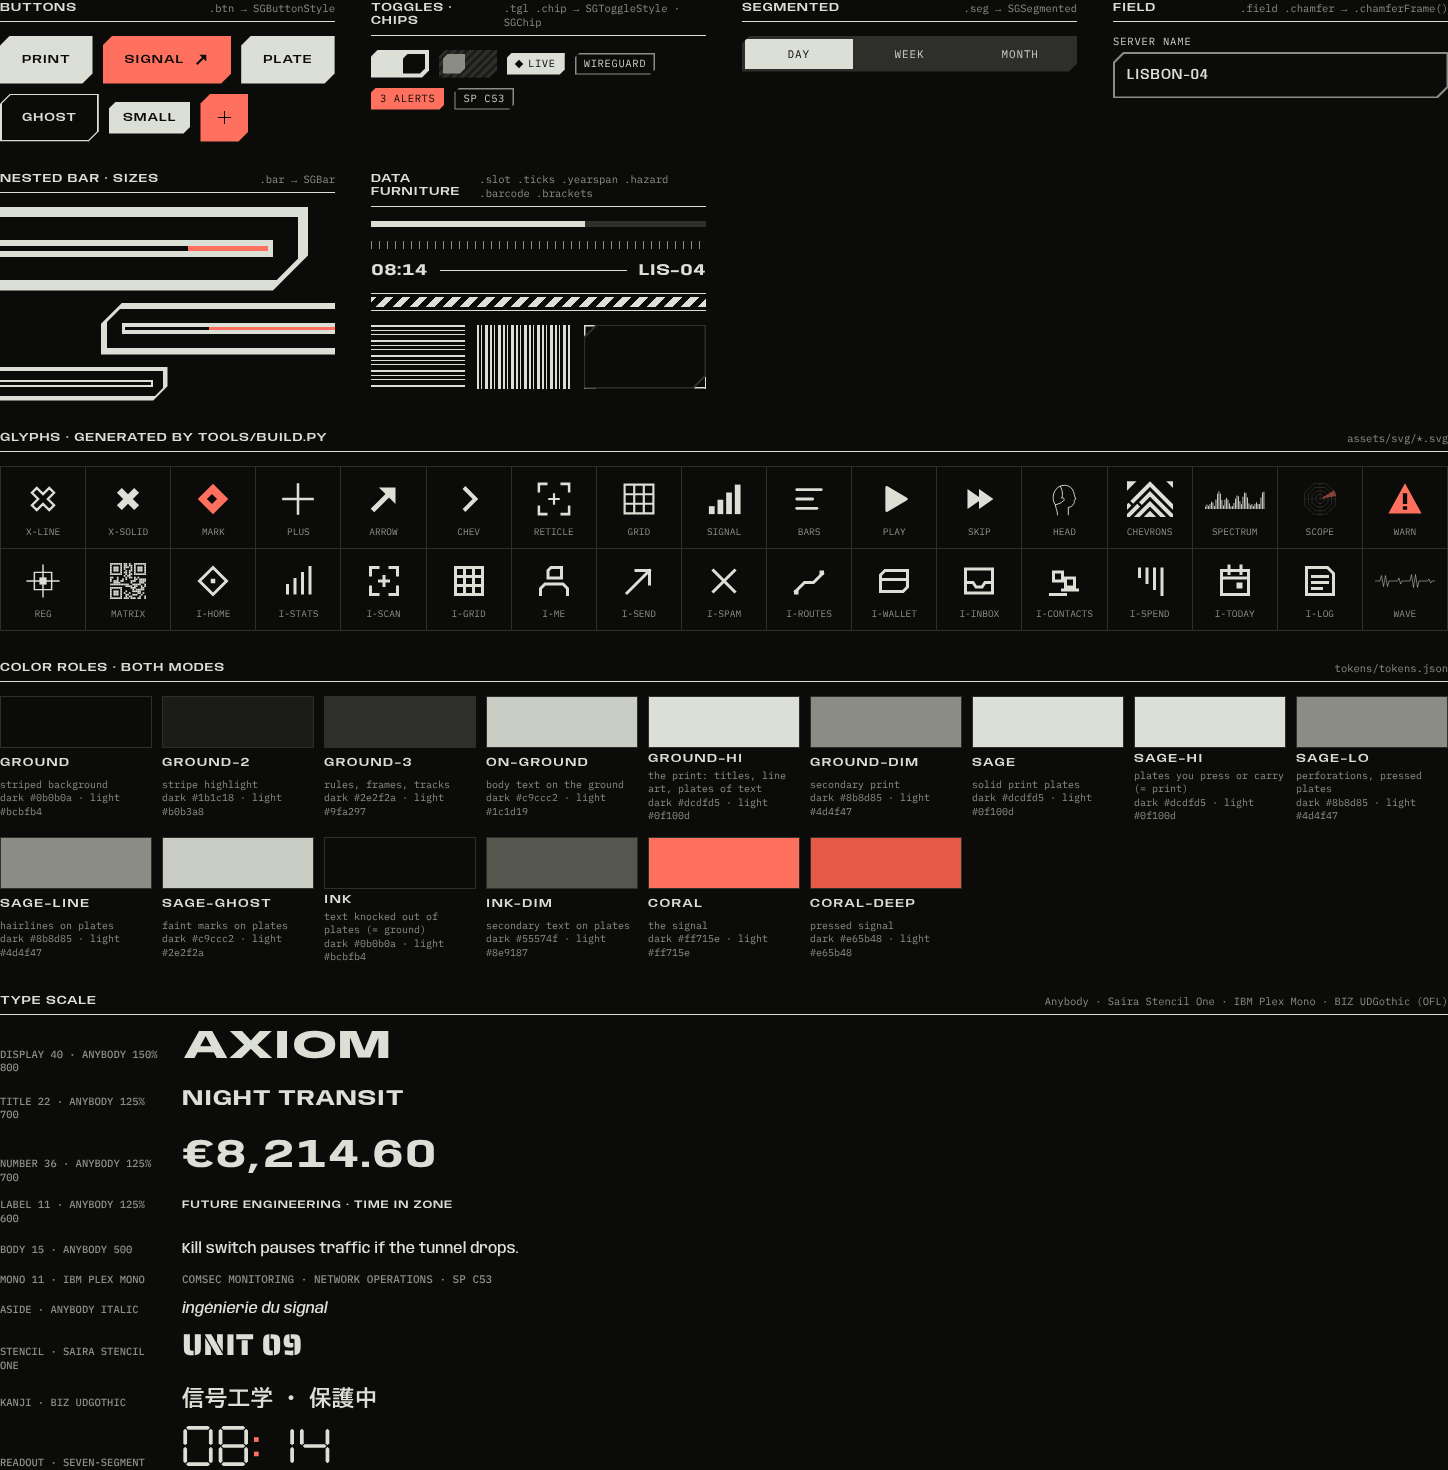 BUTTONS
.btn → SGButtonStyle
PRINT
SIGNAL
PLATE
GHOST
SMALL
TOGGLES ·
CHIPS
.tgl .chip → SGToggleStyle ·
SGChip
LIVE
WIREGUARD
3 ALERTS
SP C53
SEGMENTED
.seg → SGSegmented
DAY
WEEK
MONTH
FIELD
.field .chamfer → .chamferFrame()
SERVER NAME
LISBON-04
NESTED BAR · SIZES
.bar → SGBar
DATA
FURNITURE
.slot .ticks .yearspan .hazard
.barcode .brackets
08:14
LIS-04
GLYPHS · GENERATED BY TOOLS/BUILD.PY
assets/svg/*.svg
X-LINE
X-SOLID
MARK
PLUS
ARROW
CHEV
RETICLE
GRID
SIGNAL
BARS
PLAY
SKIP
HEAD
CHEVRONS
SPECTRUM
SCOPE
WARN
REG
MATRIX
I-HOME
I-STATS
I-SCAN
I-GRID
I-ME
I-SEND
I-SPAM
I-ROUTES
I-WALLET
I-INBOX
I-CONTACTS
I-SPEND
I-TODAY
I-LOG
WAVE
COLOR ROLES · BOTH MODES
tokens/tokens.json
GROUND
striped background
dark #0b0b0a · light
#bcbfb4
GROUND-2
stripe highlight
dark #1b1c18 · light
#b0b3a8
GROUND-3
rules, frames, tracks
dark #2e2f2a · light
#9fa297
ON-GROUND
body text on the ground
dark #c9ccc2 · light
#1c1d19
GROUND-HI
the print: titles, line
art, plates of text
dark #dcdfd5 · light
#0f100d
GROUND-DIM
secondary print
dark #8b8d85 · light
#4d4f47
SAGE
solid print plates
dark #dcdfd5 · light
#0f100d
SAGE-HI
plates you press or carry
(= print)
dark #dcdfd5 · light
#0f100d
SAGE-LO
perforations, pressed
plates
dark #8b8d85 · light
#4d4f47
SAGE-LINE
hairlines on plates
dark #8b8d85 · light
#4d4f47
SAGE-GHOST
faint marks on plates
dark #c9ccc2 · light
#2e2f2a
INK
text knocked out of
plates (= ground)
dark #0b0b0a · light
#bcbfb4
INK-DIM
secondary text on plates
dark #55574f · light
#8e9187
CORAL
the signal
dark #ff715e · light
#ff715e
CORAL-DEEP
pressed signal
dark #e65b48 · light
#e65b48
TYPE SCALE
Anybody · Saira Stencil One · IBM Plex Mono · BIZ UDGothic (OFL)
DISPLAY 40 · ANYBODY 150%
800
AXIOM
TITLE 22 · ANYBODY 125%
700
NIGHT TRANSIT
NUMBER 36 · ANYBODY 125%
700
€8,214.60
LABEL 11 · ANYBODY 125%
600
FUTURE ENGINEERING · TIME IN ZONE
BODY 15 · ANYBODY 500
Kill switch pauses traffic if the tunnel drops.
MONO 11 · IBM PLEX MONO
COMSEC MONITORING · NETWORK OPERATIONS · SP C53
ASIDE · ANYBODY ITALIC
ingénierie du signal
STENCIL · SAIRA STENCIL
ONE
UNIT 09
KANJI · BIZ UDGOTHIC
信号工学 ・ 保護中
READOUT · SEVEN-SEGMENT
08:14